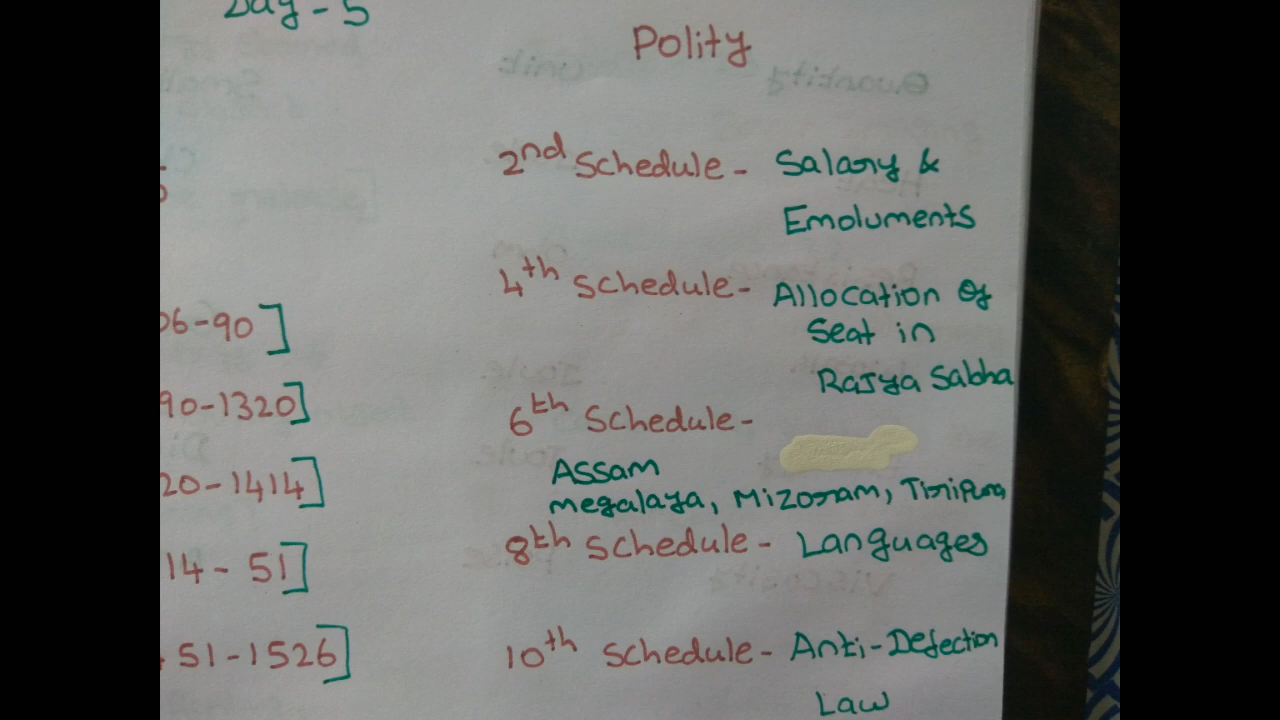 Day - 5
Polity
2nd Schedule - Salary &
Emoluments
4th Schedule - Allocation of
Seat in
Rajya Sabha
6th Schedule -
Assam
megalaya, Mizoram, Tiripura
8th Schedule - Languages
10th Schedule - Anti-Defection
Law
06-90]
90-1320]
20-1414]
14-51]
51-1526]